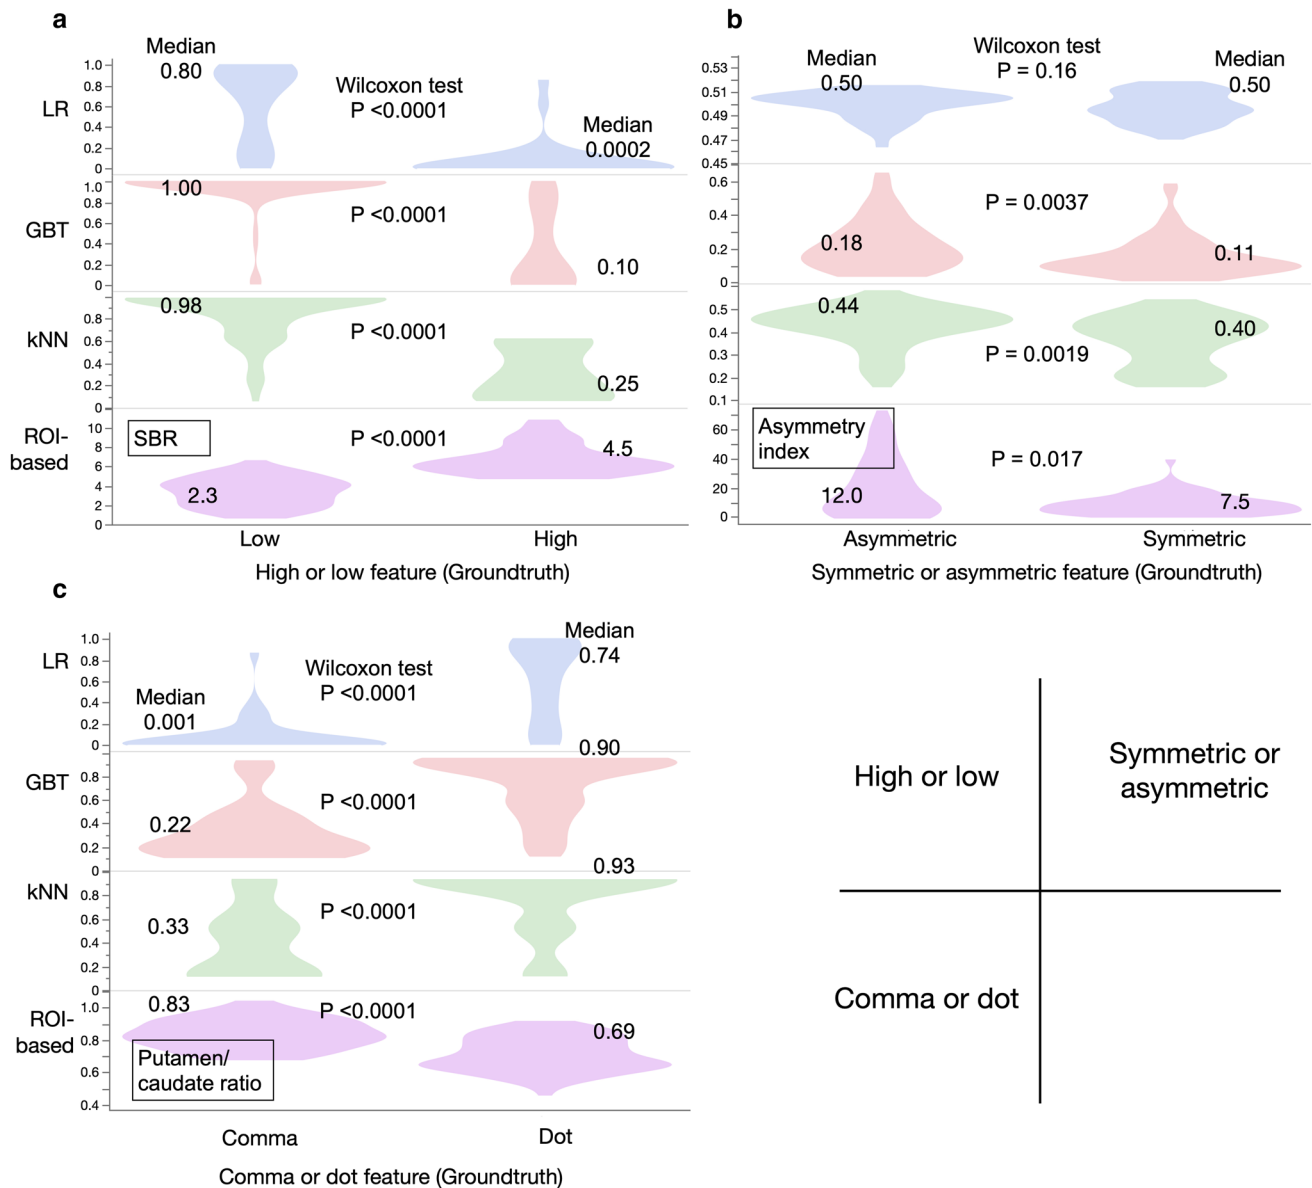 a
Median
0.80
Wilcoxon test
P <0.0001
Median
0.0002
LR
1.0
0.8
0.6
0.4
0.2
0
GBT
1.00
P <0.0001
0.10
1.0
0.8
0.6
0.4
0.2
0
kNN
0.98
P <0.0001
0.25
0.8
0.6
0.4
0.2
0
ROI-
based
SBR
P <0.0001
4.5
2.3
10
8
6
4
2
0
Low
High
High or low feature (Groundtruth)
b
Median
0.50
Wilcoxon test
P = 0.16
Median
0.50
0.53
0.51
0.49
0.47
0.45
0.18
P = 0.0037
0.11
0.6
0.4
0.2
0
0.44
P = 0.0019
0.40
0.5
0.4
0.3
0.2
0.1
Asymmetry
index
P = 0.017
12.0
7.5
60
40
20
0
Asymmetric
Symmetric
Symmetric or asymmetric feature (Groundtruth)
c
LR
Median
0.001
Wilcoxon test
P <0.0001
Median
0.74
1.0
0.8
0.6
0.4
0.2
0
GBT
0.22
P <0.0001
0.90
0.8
0.6
0.4
0.2
0
kNN
0.33
P <0.0001
0.93
0.8
0.6
0.4
0.2
0
ROI-
based
0.83
P <0.0001
0.69
Putamen/
caudate ratio
1.0
0.8
0.6
0.4
Comma
Dot
Comma or dot feature (Groundtruth)
High or low
Symmetric or
asymmetric
Comma or dot